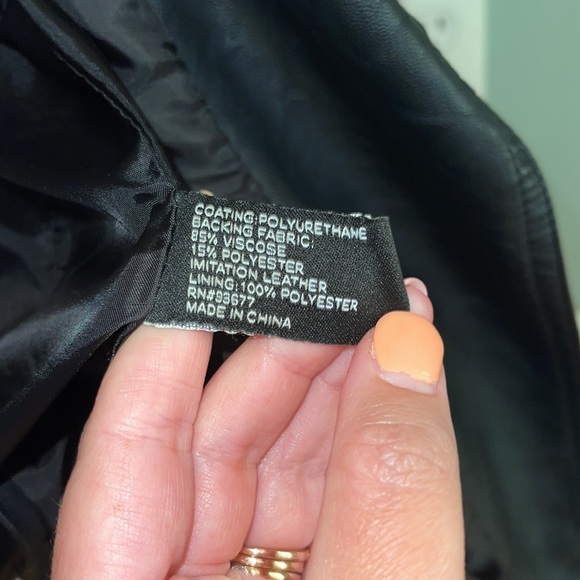 COATING:POLYURETHANE
BACKING FABRIC:
85% VISCOSE
15% POLYESTER
IMITATION LEATHER
LINING:100% POLYESTER
RN#93677
MADE IN CHINA